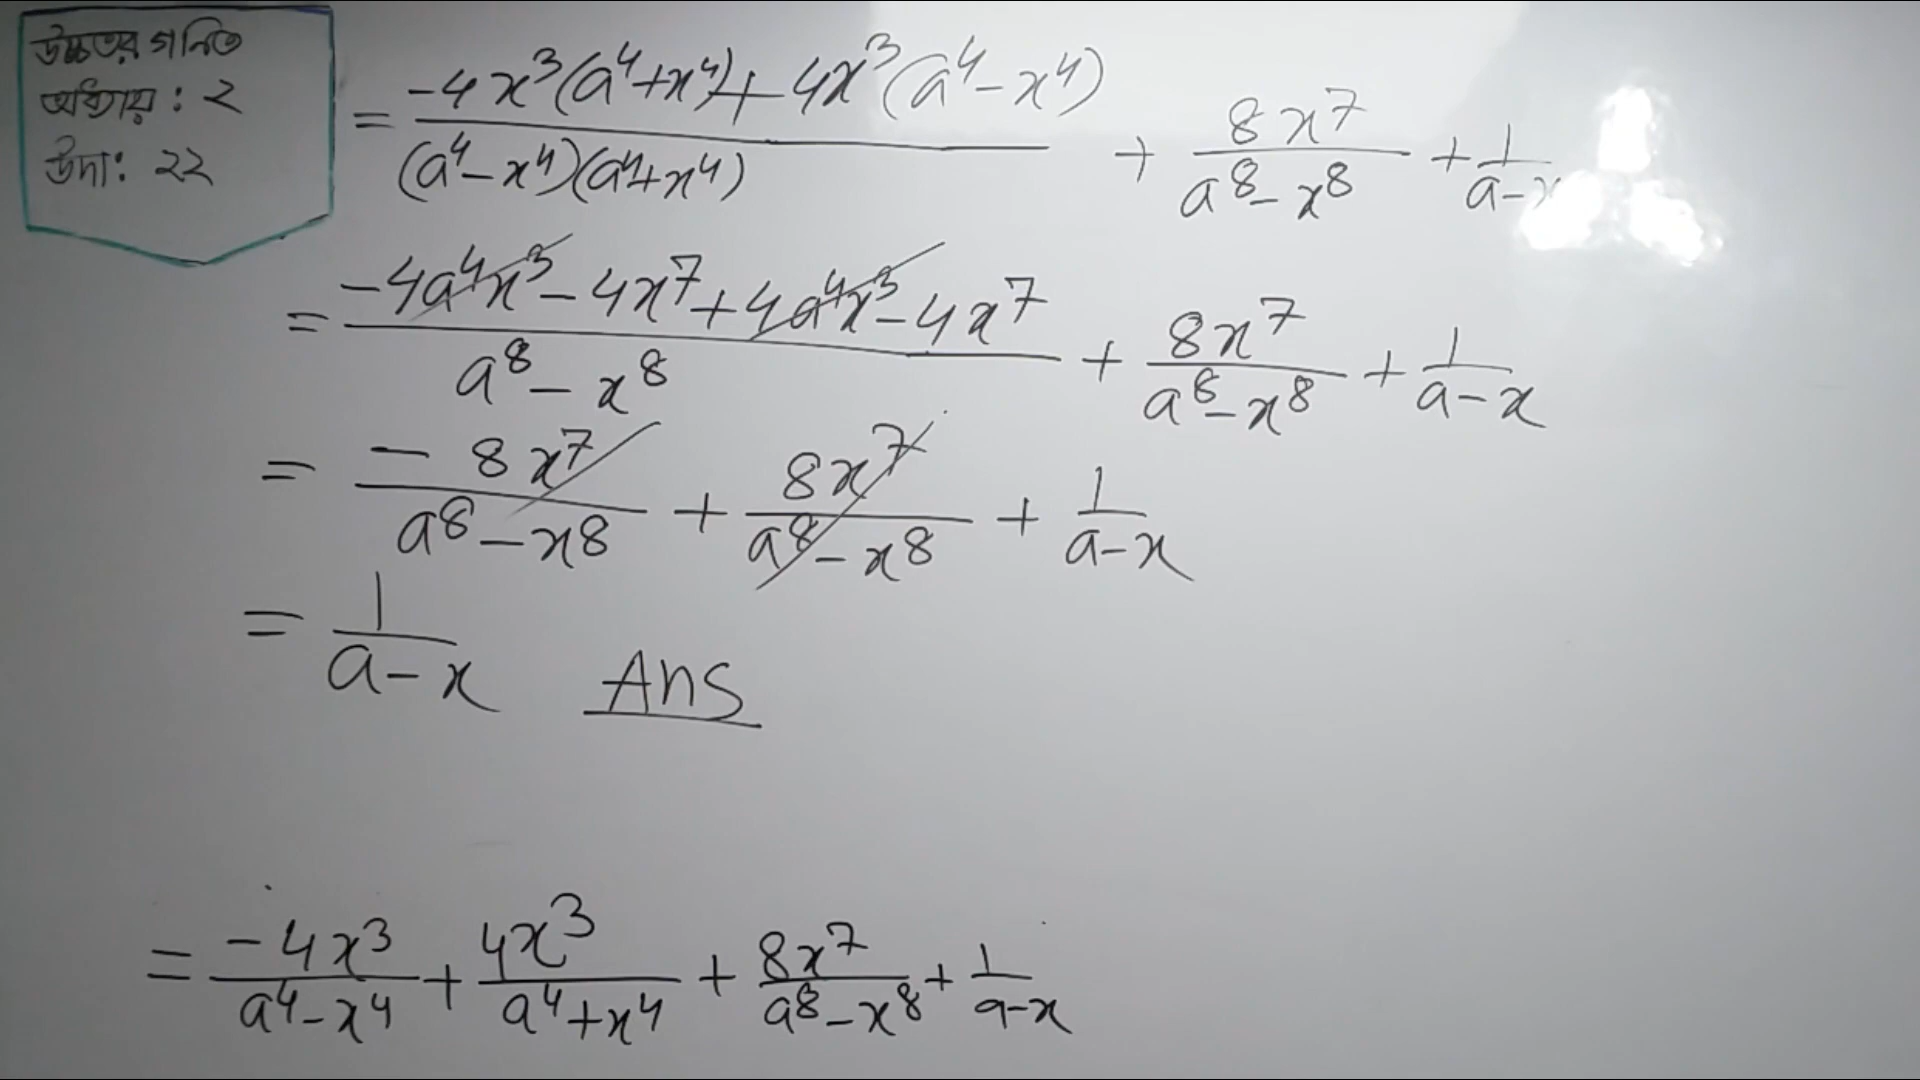 উচ্চতর গনিত
অধ্যায় : ২
উদা: ২২
= (-4x³(a⁴+x⁴)+4x³(a⁴-x⁴))/((a⁴-x⁴)(a⁴+x⁴)) + 8x⁷/(a⁸-x⁸) + 1/(a-x)
= (-4a⁴x³-4x⁷+4a⁴x³-4x⁷)/(a⁸-x⁸) + 8x⁷/(a⁸-x⁸) + 1/(a-x)
= -8x⁷/(a⁸-x⁸) + 8x⁷/(a⁸-x⁸) + 1/(a-x)
= 1/(a-x) Ans
= -4x³/(a⁴-x⁴) + 4x³/(a⁴+x⁴) + 8x⁷/(a⁸-x⁸) + 1/(a-x)